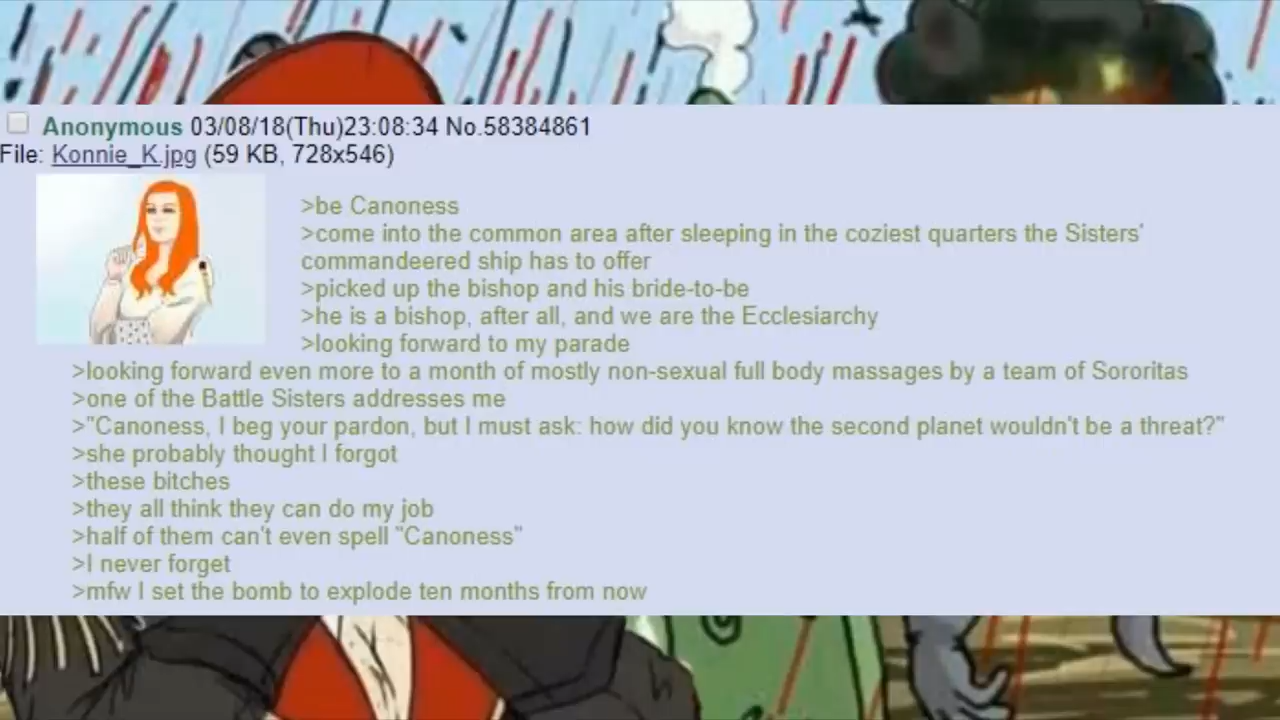 Anonymous 03/08/18(Thu)23:08:34 No.58384861
File: Konnie_K.jpg (59 KB, 728x546)
>be Canoness
>come into the common area after sleeping in the coziest quarters the Sisters'
commandeered ship has to offer
>picked up the bishop and his bride-to-be
>he is a bishop, after all, and we are the Ecclesiarchy
>looking forward to my parade
>looking forward even more to a month of mostly non-sexual full body massages by a team of Sororitas
>one of the Battle Sisters addresses me
>"Canoness, I beg your pardon, but I must ask: how did you know the second planet wouldn't be a threat?"
>she probably thought I forgot
>these bitches
>they all think they can do my job
>half of them can't even spell "Canoness"
>I never forget
>mfw I set the bomb to explode ten months from now